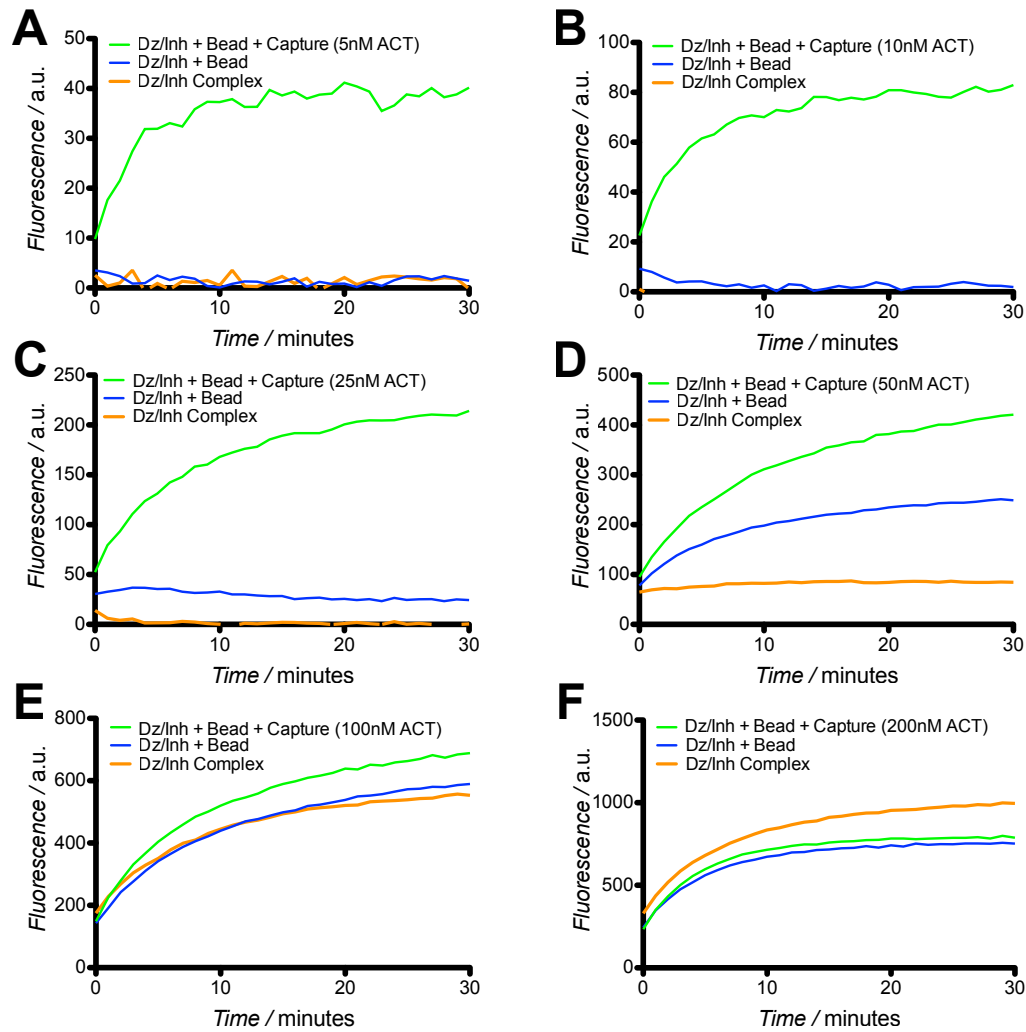 A
Dz/Inh + Bead + Capture (5nM ACT)
Dz/Inh + Bead
Dz/Inh Complex
Fluorescence / a.u.
50
40
30
20
10
0
0 10 20 30
Time / minutes
B
Dz/Inh + Bead + Capture (10nM ACT)
Dz/Inh + Bead
Dz/Inh Complex
Fluorescence / a.u.
100
80
60
40
20
0
0 10 20 30
Time / minutes
C
Dz/Inh + Bead + Capture (25nM ACT)
Dz/Inh + Bead
Dz/Inh Complex
Fluorescence / a.u.
250
200
150
100
50
0
0 10 20 30
Time / minutes
D
Dz/Inh + Bead + Capture (50nM ACT)
Dz/Inh + Bead
Dz/Inh Complex
Fluorescence / a.u.
500
400
300
200
100
0
0 10 20 30
Time / minutes
E
Dz/Inh + Bead + Capture (100nM ACT)
Dz/Inh + Bead
Dz/Inh Complex
Fluorescence / a.u.
800
600
400
200
0
0 10 20 30
Time / minutes
F
Dz/Inh + Bead + Capture (200nM ACT)
Dz/Inh + Bead
Dz/Inh Complex
Fluorescence / a.u.
1500
1000
500
0
0 10 20 30
Time / minutes